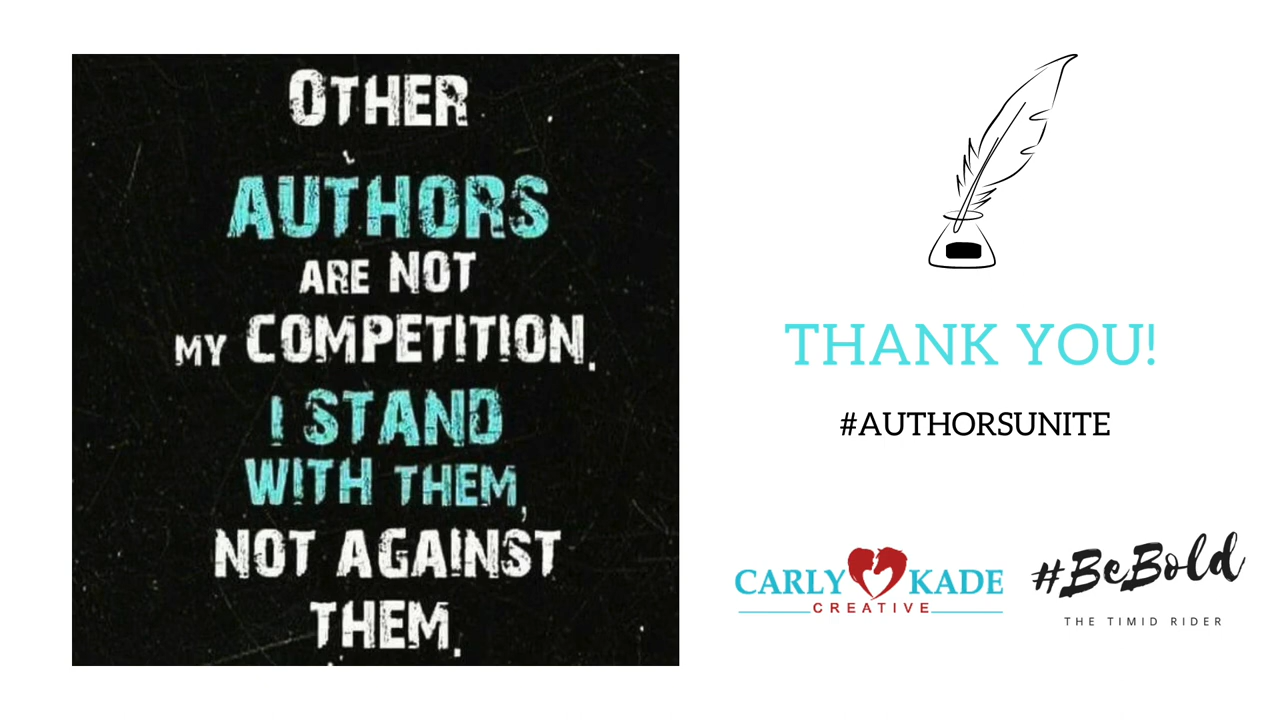 OTHER
AUTHORS
ARE NOT
MY COMPETITION.
I STAND
WITH THEM,
NOT AGAINST
THEM.
THANK YOU!
#AUTHORSUNITE
CARLY KADE
CREATIVE
#BeBold
THE TIMID RIDER